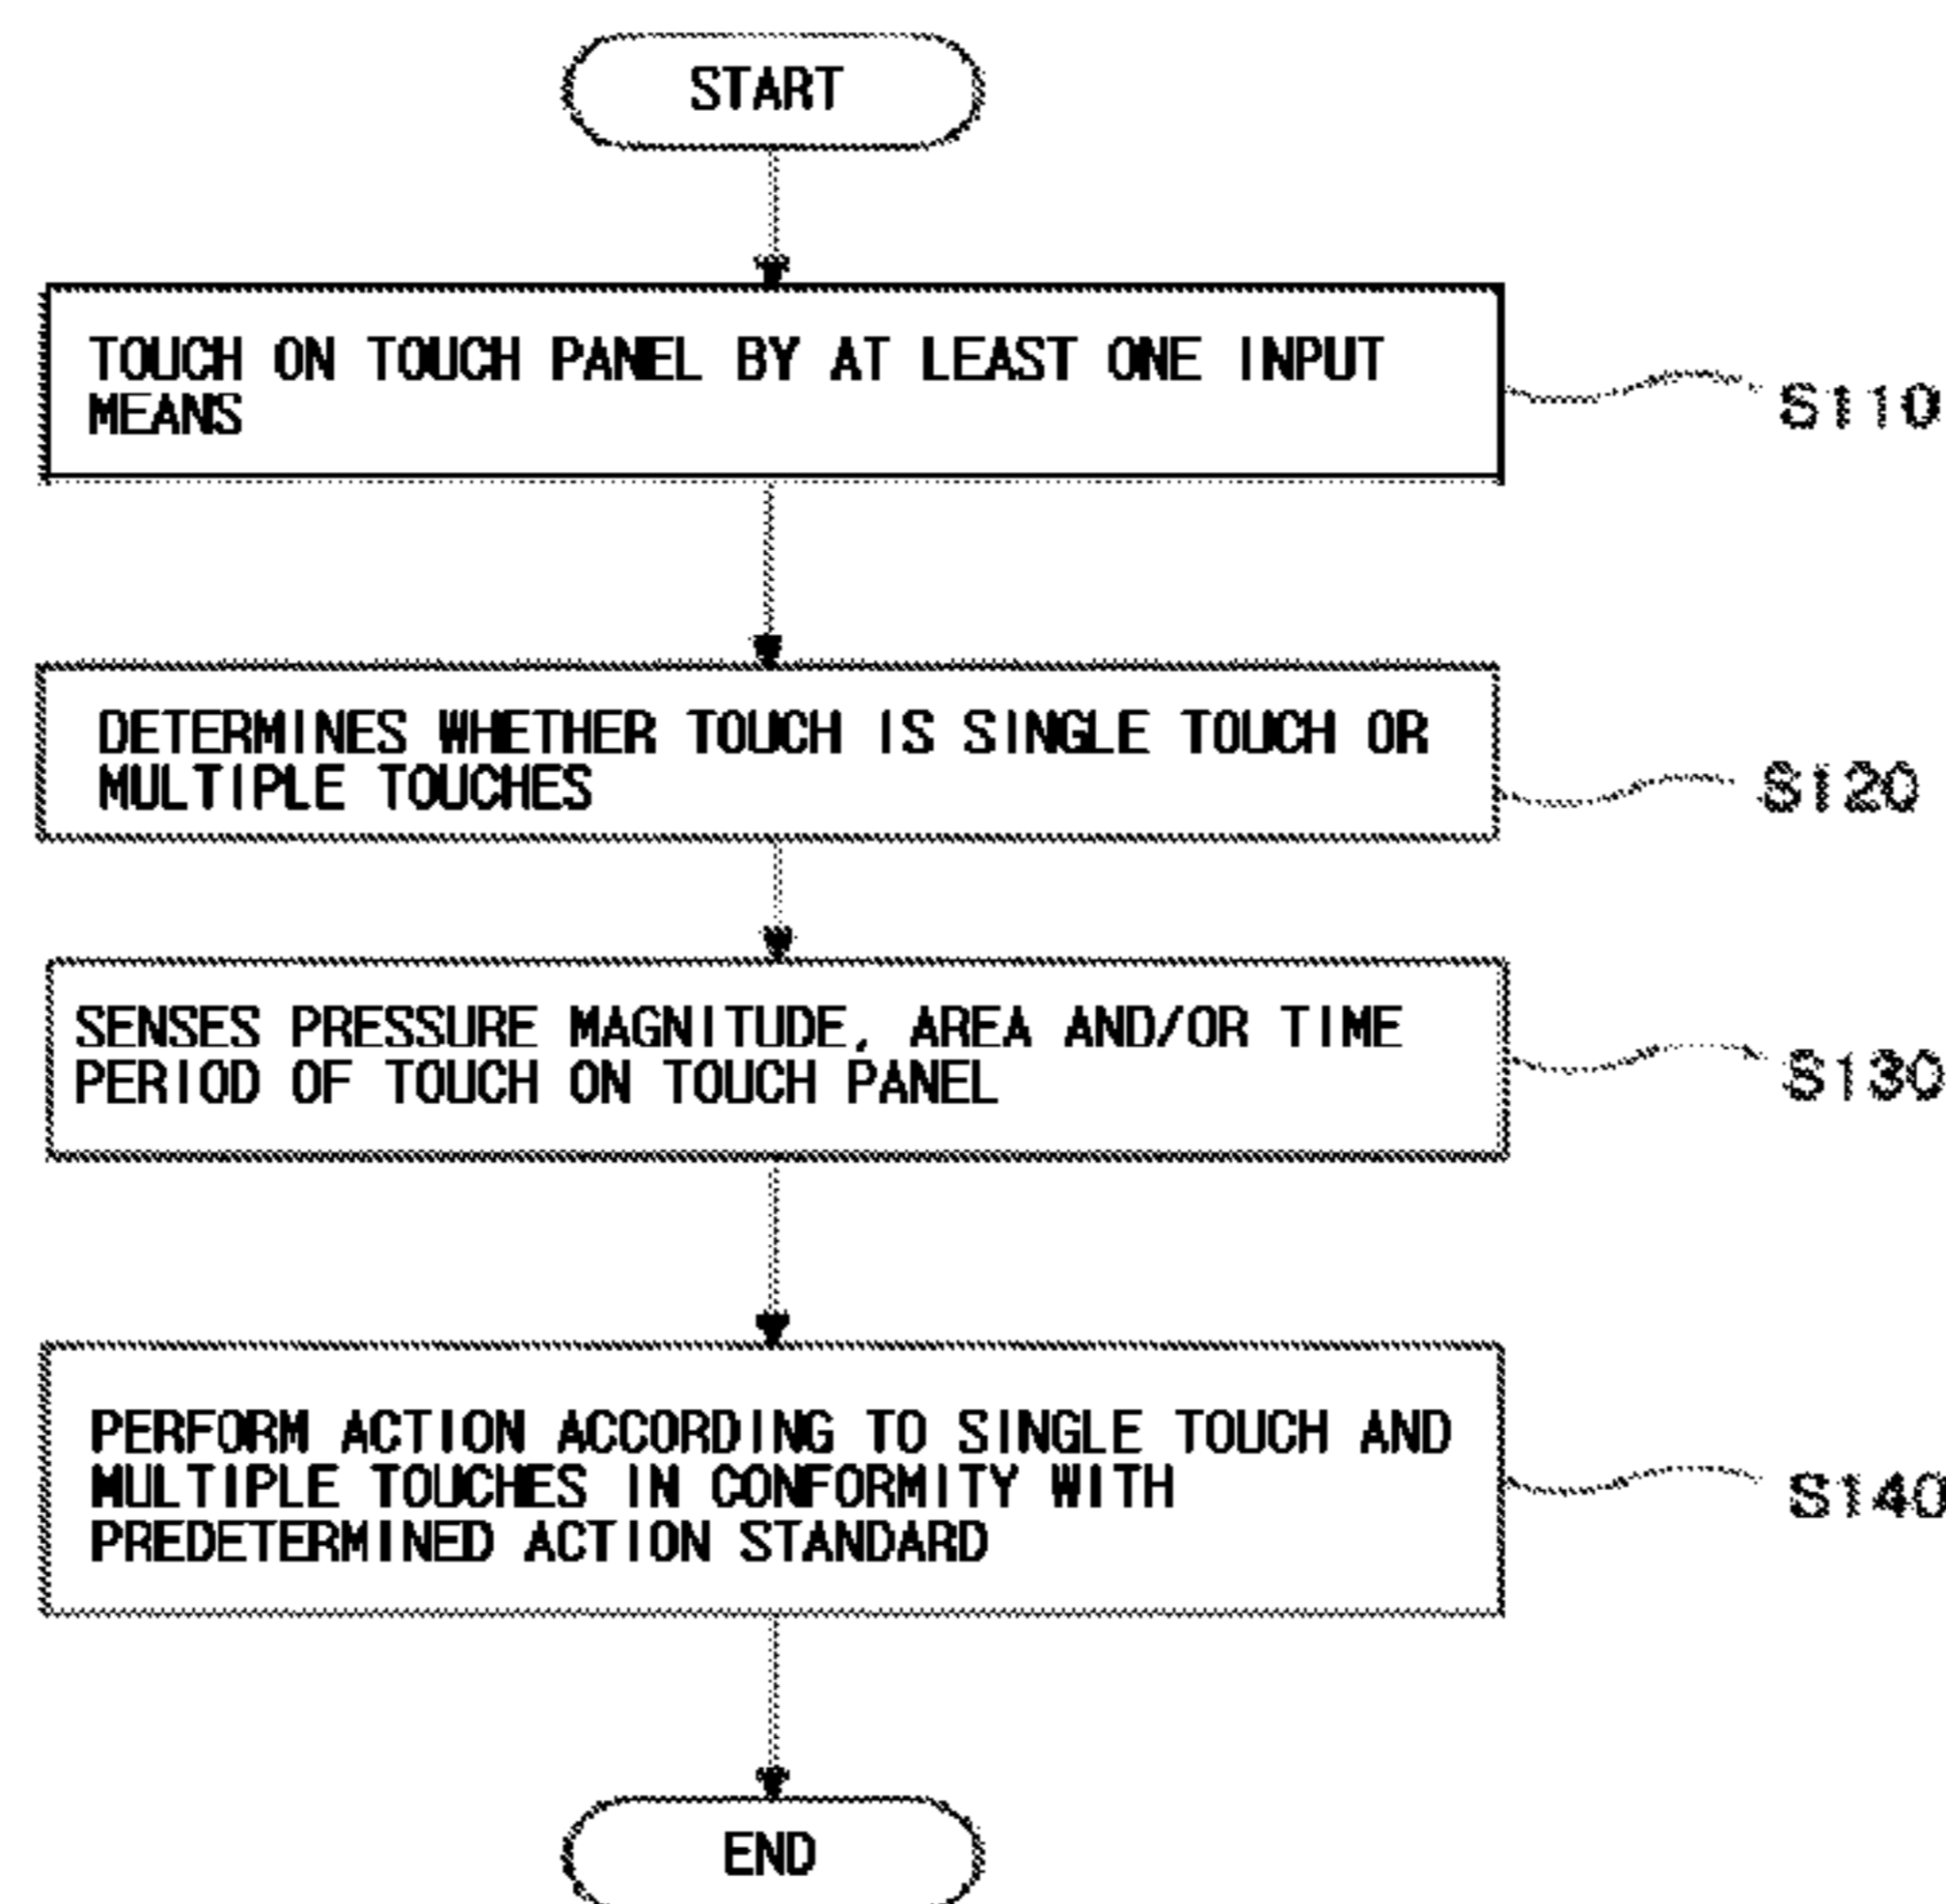 START
TOUCH ON TOUCH PANEL BY AT LEAST ONE INPUT
MEANS
S110
DETERMINES WHETHER TOUCH IS SINGLE TOUCH OR
MULTIPLE TOUCHES
S120
SENSES PRESSURE MAGNITUDE, AREA AND/OR TIME
PERIOD OF TOUCH ON TOUCH PANEL
S130
PERFORM ACTION ACCORDING TO SINGLE TOUCH AND
MULTIPLE TOUCHES IN CONFORMITY WITH
PREDETERMINED ACTION STANDARD
S140
END